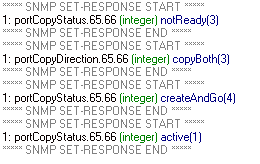 ***** SNMP SET-RESPONSE START *****
1: portCopyStatus.65.66 (integer) notReady(3)
***** SNMP SET-RESPONSE END *****
***** SNMP SET-RESPONSE START *****
1: portCopyDirection.65.66 (integer) copyBoth(3)
***** SNMP SET-RESPONSE END *****
***** SNMP SET-RESPONSE START *****
1: portCopyStatus.65.66 (integer) createAndGo(4)
***** SNMP SET-RESPONSE END *****
***** SNMP SET-RESPONSE START *****
1: portCopyStatus.65.66 (integer) active(1)
***** SNMP SET-RESPONSE END *****